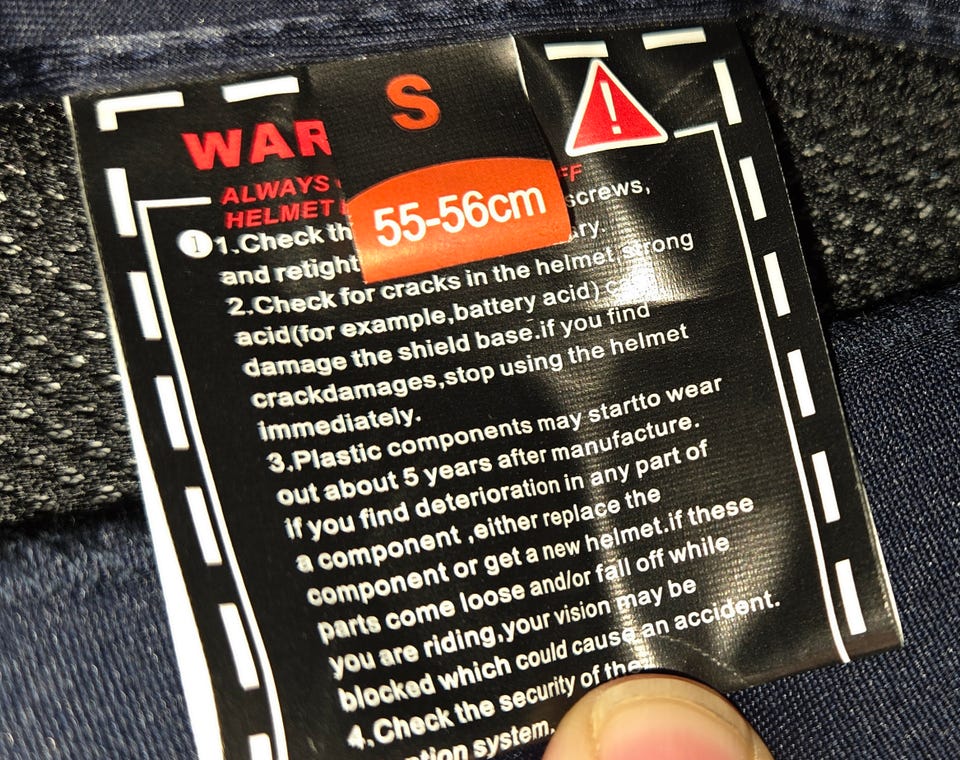 S
55-56cm
WAR
ALWAYS FF
HELMET
1 1.Check th screws,
and retight ry.
2.Check for cracks in the helmet,strong
acid(for example,battery acid)
damage the shield base.if you find
crackdamages,stop using the helmet
immediately.
3.Plastic components may startto wear
out about 5 years after manufacture.
if you find deterioration in any part of
a component ,either replace the
component or get a new helmet.if these
parts come loose and/or fall off while
you are riding,your vision may be
blocked which could cause an accident.
4.Check the security of the
ntion system.